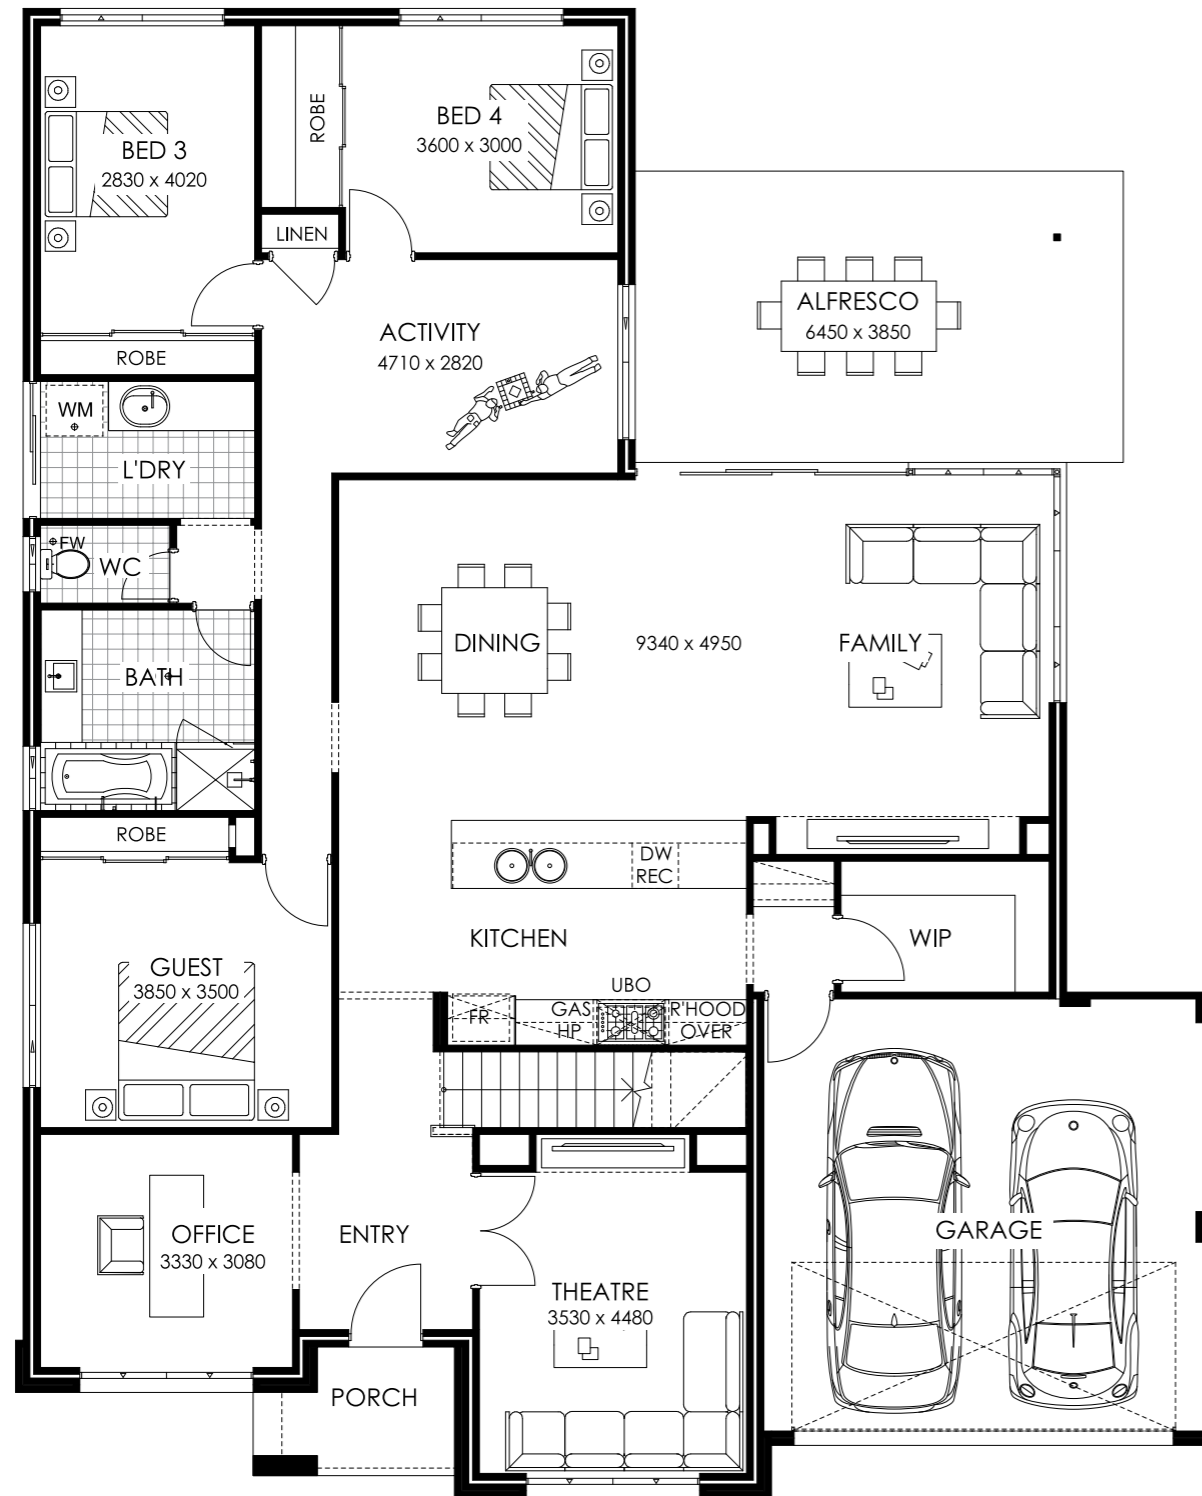 BED 3
2830 x 4020
ROBE
BED 4
3600 x 3000
LINEN
ROBE
ACTIVITY
4710 x 2820
ALFRESCO
6450 x 3850
WM
L'DRY
FW
WC
BATH
DINING
9340 x 4950
FAMILY
ROBE
DW
REC
KITCHEN
WIP
GUEST
3850 x 3500
UBO
FR
GAS
HP
R'HOOD
OVER
OFFICE
3330 x 3080
ENTRY
THEATRE
3530 x 4480
GARAGE
PORCH